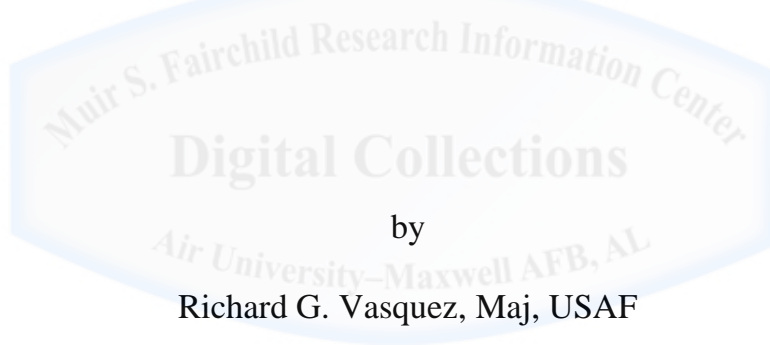 Muir S. Fairchild Research Information Center
Digital Collections
by
Air University–Maxwell AFB, AL
Richard G. Vasquez, Maj, USAF